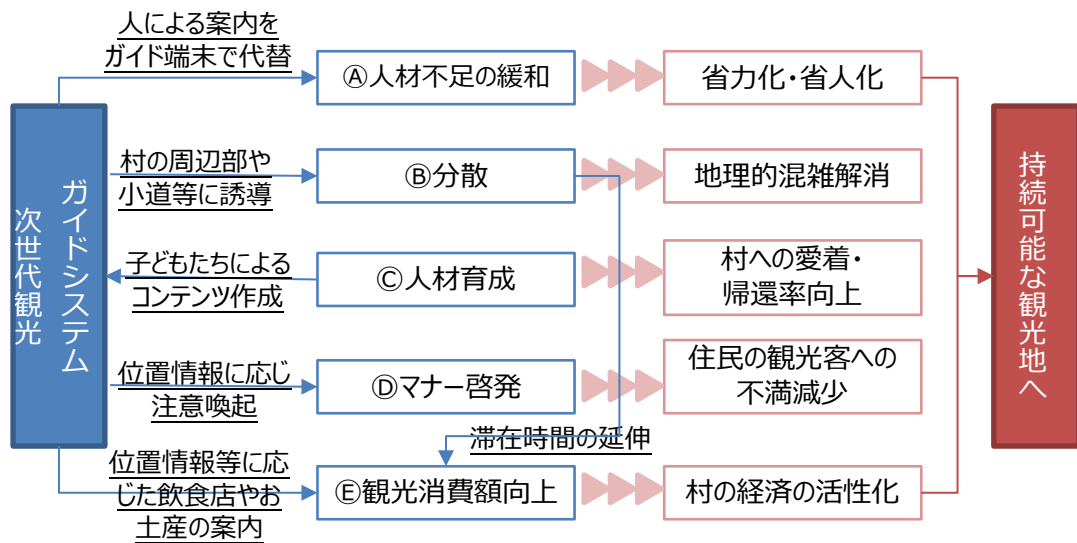 人による案内を
ガイド端末で代替
Ⓐ人材不足の緩和
省力化・省人化
次世代観光
ガイドシステム
村の周辺部や
小道等に誘導
Ⓑ分散
地理的混雑解消
子どもたちによる
コンテンツ作成
Ⓒ人材育成
村への愛着・
帰還率向上
位置情報に応じ
注意喚起
Ⓓマナー啓発
住民の観光客への
不満減少
滞在時間の延伸
位置情報等に応
じた飲食店やお
土産の案内
Ⓔ観光消費額向上
村の経済の活性化
持続可能な観光地へ